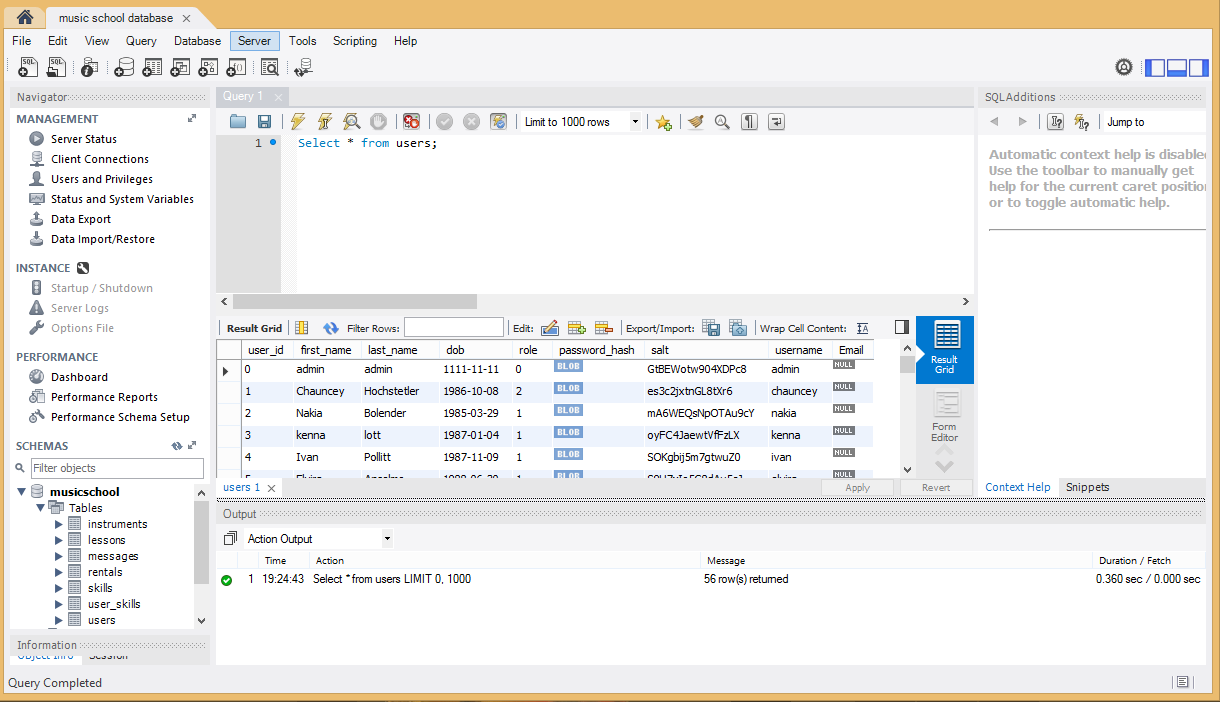 music school database
File Edit View Query Database Server Tools Scripting Help
Navigator
MANAGEMENT
Server Status
Client Connections
Users and Privileges
Status and System Variables
Data Export
Data Import/Restore
INSTANCE
Startup / Shutdown
Server Logs
Options File
PERFORMANCE
Dashboard
Performance Reports
Performance Schema Setup
SCHEMAS
Filter objects
musicschool
Tables
instruments
lessons
messages
rentals
skills
user_skills
users
Information
Object Info Session
Query 1
Limit to 1000 rows
1 Select * from users;
Result Grid Filter Rows: Edit: Export/Import: Wrap Cell Content:
user_id first_name last_name dob role password_hash salt username Email
0 admin admin 1111-11-11 0 BLOB GtBEWotw904XDPc8 admin NULL
1 Chauncey Hochstetler 1986-10-08 2 BLOB es3c2jxtnGL8tXr6 chauncey NULL
2 Nakia Bolender 1985-03-29 1 BLOB mA6WEQsNpOTAu9cY nakia NULL
3 kenna lott 1987-01-04 1 BLOB oyFC4JaewtVfFzLX kenna NULL
4 Ivan Pollitt 1987-11-09 1 BLOB SOKgbij5m7gtwuZ0 ivan NULL
BLOB NULL
Result Grid
Form Editor
users 1
Apply Revert
SQLAdditions
Jump to
Automatic context help is disabled
Use the toolbar to manually get
help for the current caret position
or to toggle automatic help.
Context Help Snippets
Output
Action Output
Time Action Message Duration / Fetch
1 19:24:43 Select * from users LIMIT 0, 1000 56 row(s) returned 0.360 sec / 0.000 sec
Query Completed